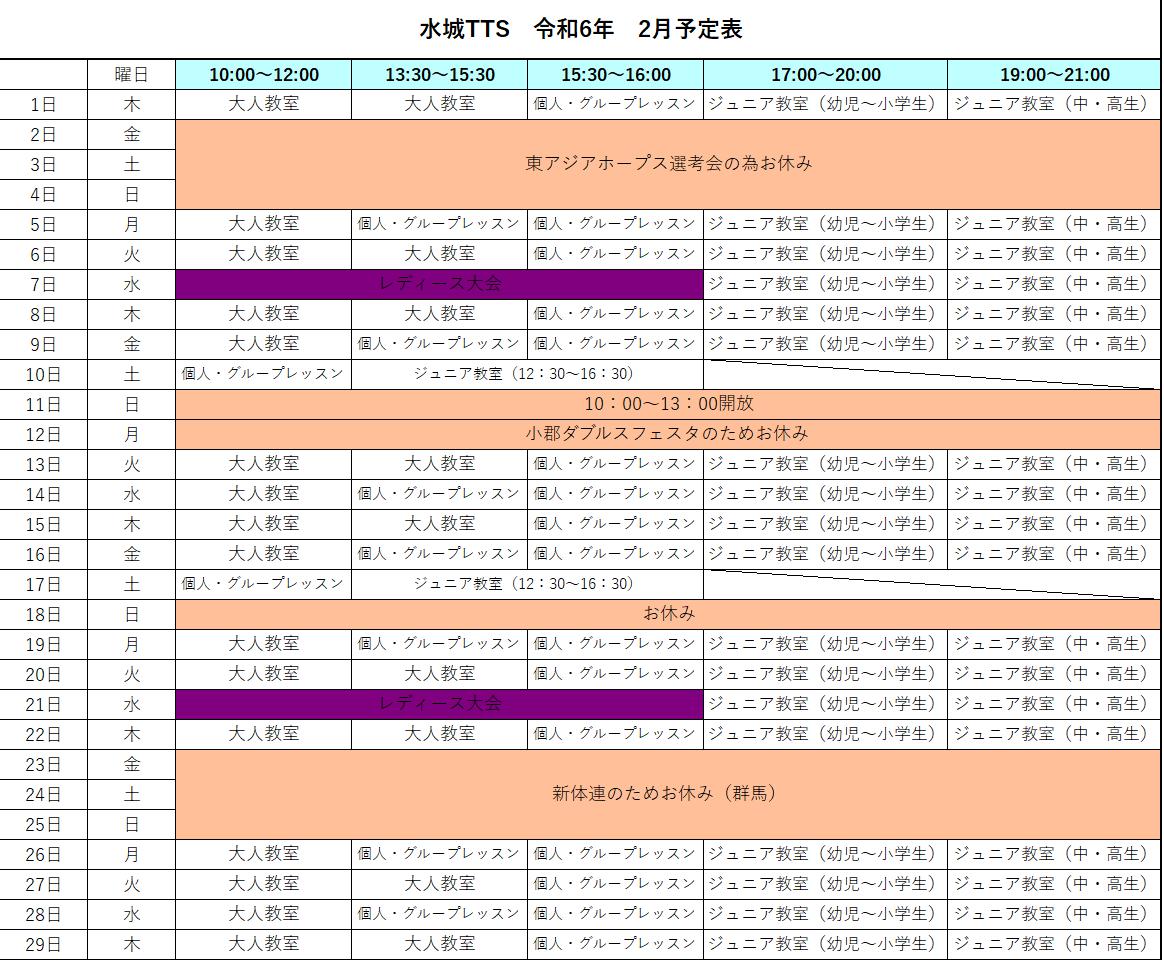 水城TTS 令和6年 2月予定表
曜日 10:00～12:00 13:30～15:30 15:30～16:00 17:00～20:00 19:00～21:00
1日 木 大人教室 大人教室 個人・グループレッスン ジュニア教室（幼児～小学生） ジュニア教室（中・高生）
2日 金
3日 土 東アジアホープス選考会の為お休み
4日 日
5日 月 大人教室 個人・グループレッスン 個人・グループレッスン ジュニア教室（幼児～小学生） ジュニア教室（中・高生）
6日 火 大人教室 大人教室 個人・グループレッスン ジュニア教室（幼児～小学生） ジュニア教室（中・高生）
7日 水 レディース大会 ジュニア教室（幼児～小学生） ジュニア教室（中・高生）
8日 木 大人教室 大人教室 個人・グループレッスン ジュニア教室（幼児～小学生） ジュニア教室（中・高生）
9日 金 大人教室 個人・グループレッスン 個人・グループレッスン ジュニア教室（幼児～小学生） ジュニア教室（中・高生）
10日 土 個人・グループレッスン ジュニア教室（12：30～16：30）
11日 日 10：00～13：00開放
12日 月 小郡ダブルスフェスタのためお休み
13日 火 大人教室 大人教室 個人・グループレッスン ジュニア教室（幼児～小学生） ジュニア教室（中・高生）
14日 水 大人教室 個人・グループレッスン 個人・グループレッスン ジュニア教室（幼児～小学生） ジュニア教室（中・高生）
15日 木 大人教室 大人教室 個人・グループレッスン ジュニア教室（幼児～小学生） ジュニア教室（中・高生）
16日 金 大人教室 個人・グループレッスン 個人・グループレッスン ジュニア教室（幼児～小学生） ジュニア教室（中・高生）
17日 土 個人・グループレッスン ジュニア教室（12：30～16：30）
18日 日 お休み
19日 月 大人教室 個人・グループレッスン 個人・グループレッスン ジュニア教室（幼児～小学生） ジュニア教室（中・高生）
20日 火 大人教室 大人教室 個人・グループレッスン ジュニア教室（幼児～小学生） ジュニア教室（中・高生）
21日 水 レディース大会 ジュニア教室（幼児～小学生） ジュニア教室（中・高生）
22日 木 大人教室 大人教室 個人・グループレッスン ジュニア教室（幼児～小学生） ジュニア教室（中・高生）
23日 金
24日 土 新体連のためお休み（群馬）
25日 日
26日 月 大人教室 個人・グループレッスン 個人・グループレッスン ジュニア教室（幼児～小学生） ジュニア教室（中・高生）
27日 火 大人教室 大人教室 個人・グループレッスン ジュニア教室（幼児～小学生） ジュニア教室（中・高生）
28日 水 大人教室 個人・グループレッスン 個人・グループレッスン ジュニア教室（幼児～小学生） ジュニア教室（中・高生）
29日 木 大人教室 大人教室 個人・グループレッスン ジュニア教室（幼児～小学生） ジュニア教室（中・高生）